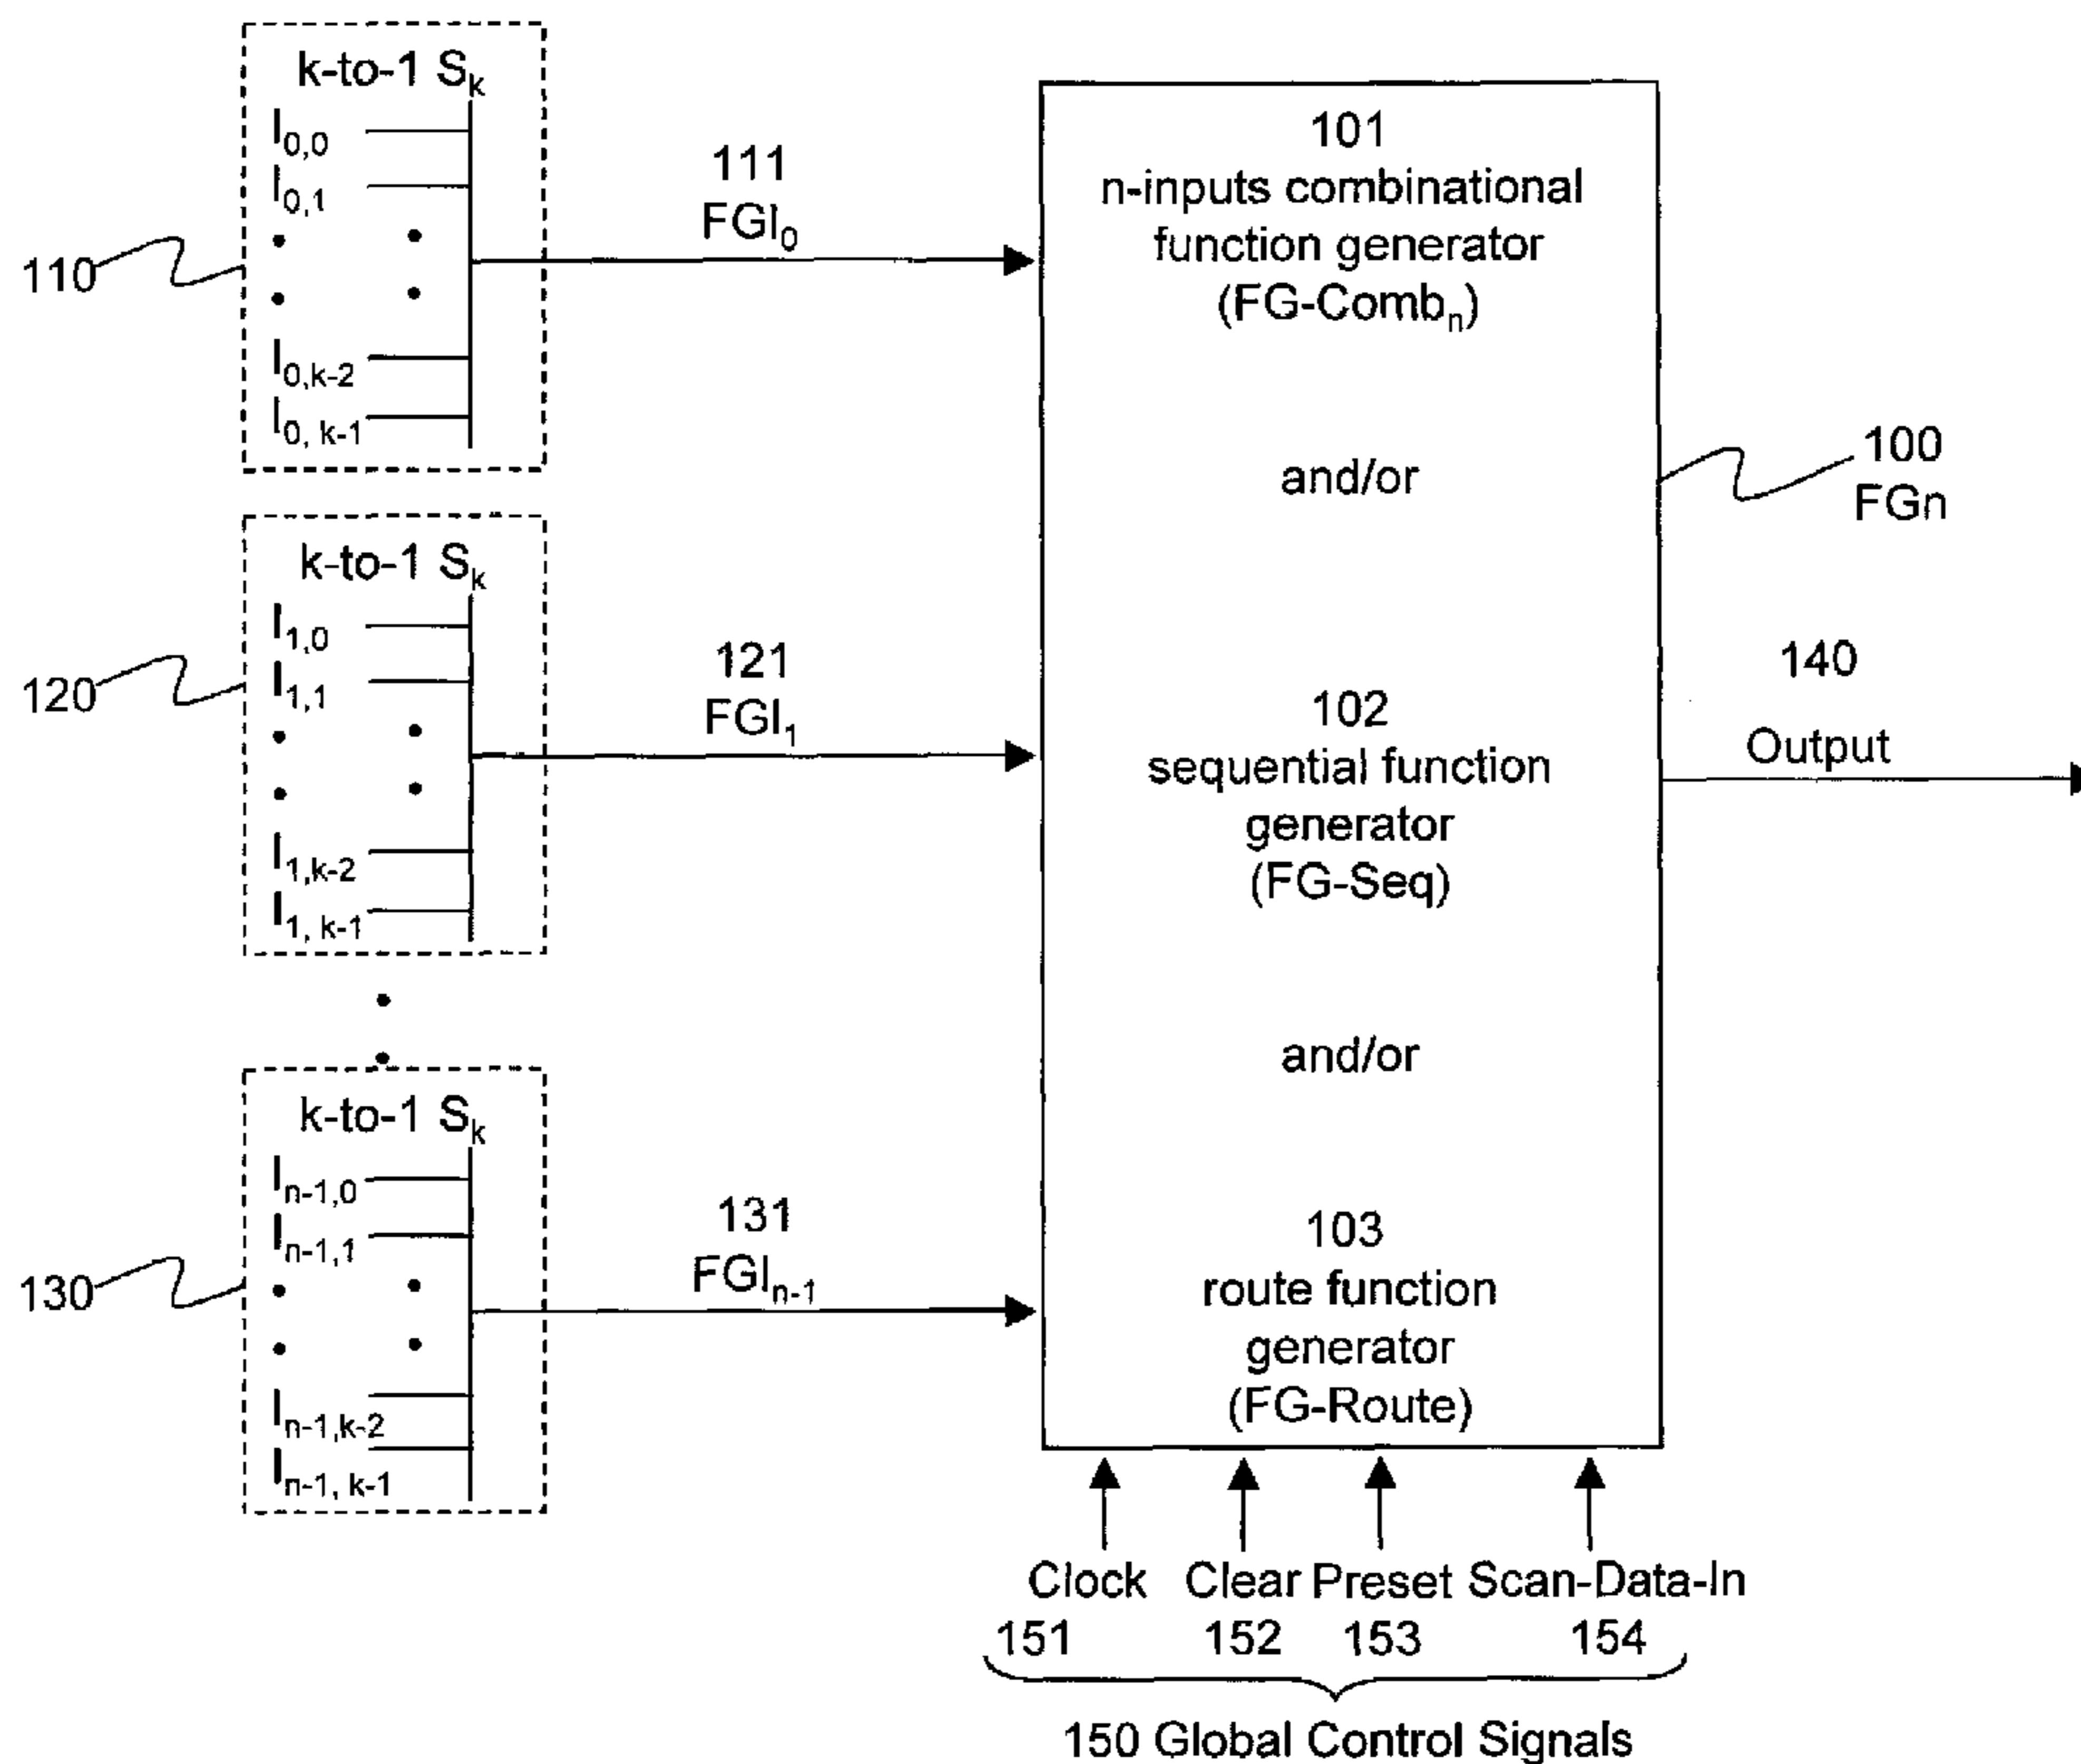 k-to-1 Sk
I0,0
I0,1
I0,k-2
I0, k-1
110
111
FGI0
k-to-1 Sk
I1,0
I1,1
I1,k-2
I1, k-1
120
121
FGI1
k-to-1 Sk
In-1,0
In-1,1
In-1,k-2
In-1, k-1
130
131
FGIn-1
101
n-inputs combinational
function generator
(FG-Combn)
and/or
102
sequential function
generator
(FG-Seq)
and/or
103
route function
generator
(FG-Route)
100
FGn
140
Output
Clock Clear Preset Scan-Data-In
151 152 153 154
150 Global Control Signals